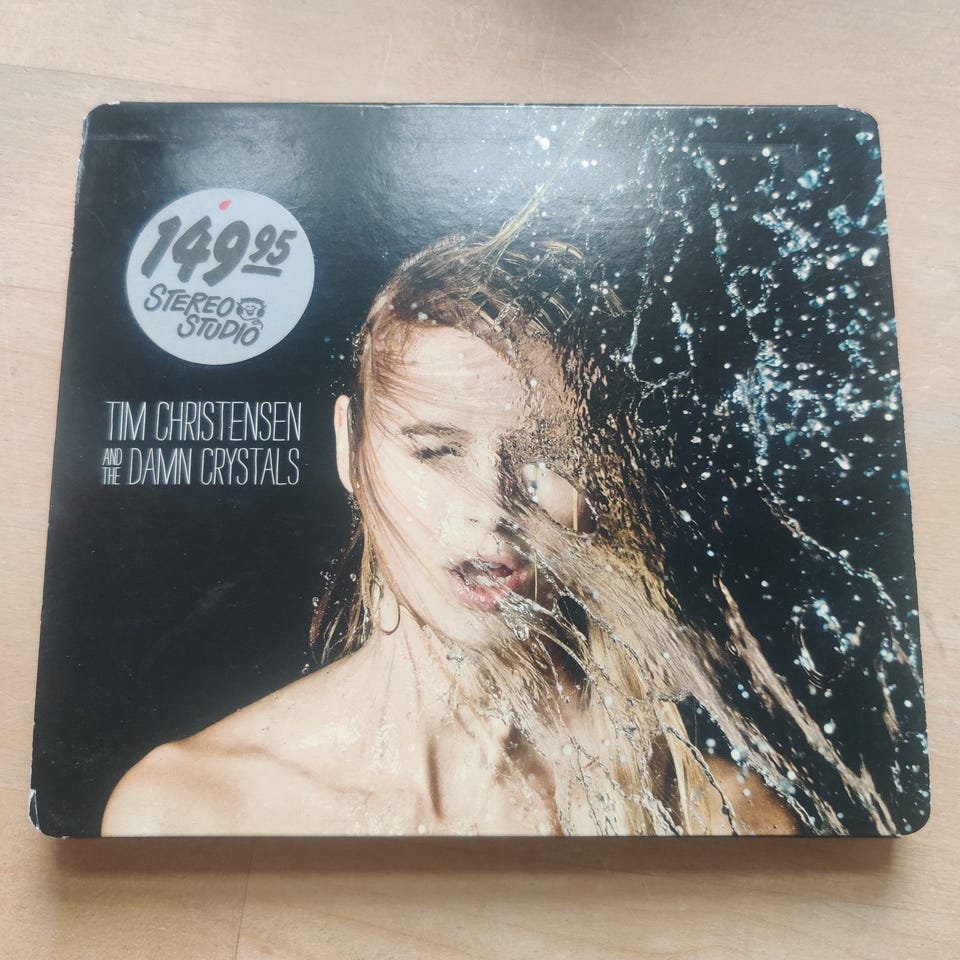 149 95
STEREO
STUDIO
TIM CHRISTENSEN
AND THE DAMN CRYSTALS